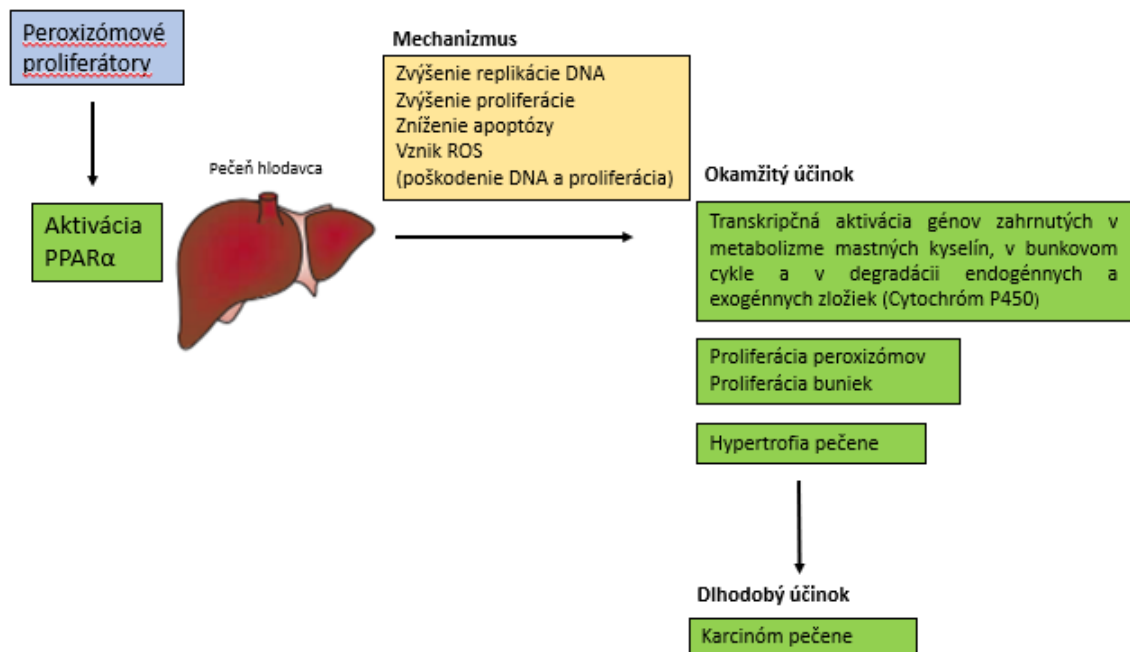 Peroxizómové
proliferátory
Aktivácia
PPARα
Pečeň hlodavca
Mechanizmus
Zvýšenie replikácie DNA
Zvýšenie proliferácie
Zníženie apoptózy
Vznik ROS
(poškodenie DNA a proliferácia)
Okamžitý účinok
Transkripčná aktivácia génov zahrnutých v
metabolizme mastných kyselín, v bunkovom
cykle a v degradácii endogénnych a
exogénnych zložiek (Cytochróm P450)
Proliferácia peroxizómov
Proliferácia buniek
Hypertrofia pečene
Dlhodobý účinok
Karcinóm pečene